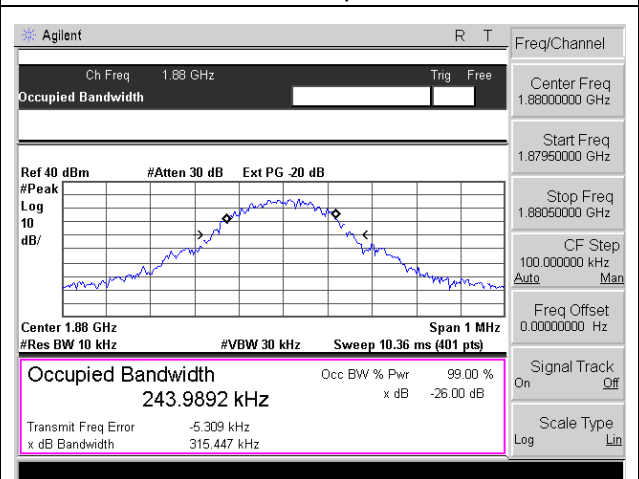 Agilent R T
Ch Freq 1.88 GHz Trig Free
Occupied Bandwidth
Ref 40 dBm #Atten 30 dB Ext PG -20 dB
#Peak
Log
10
dB/
Center 1.88 GHz Span 1 MHz
#Res BW 10 kHz #VBW 30 kHz Sweep 10.36 ms (401 pts)
Occupied Bandwidth Occ BW % Pwr 99.00 %
243.9892 kHz x dB -26.00 dB
Transmit Freq Error -5.309 kHz
x dB Bandwidth 315.447 kHz
Freq/Channel
Center Freq
1.88000000 GHz
Start Freq
1.87950000 GHz
Stop Freq
1.88050000 GHz
CF Step
100.000000 kHz
Auto Man
Freq Offset
0.00000000 Hz
Signal Track
On Off
Scale Type
Log Lin